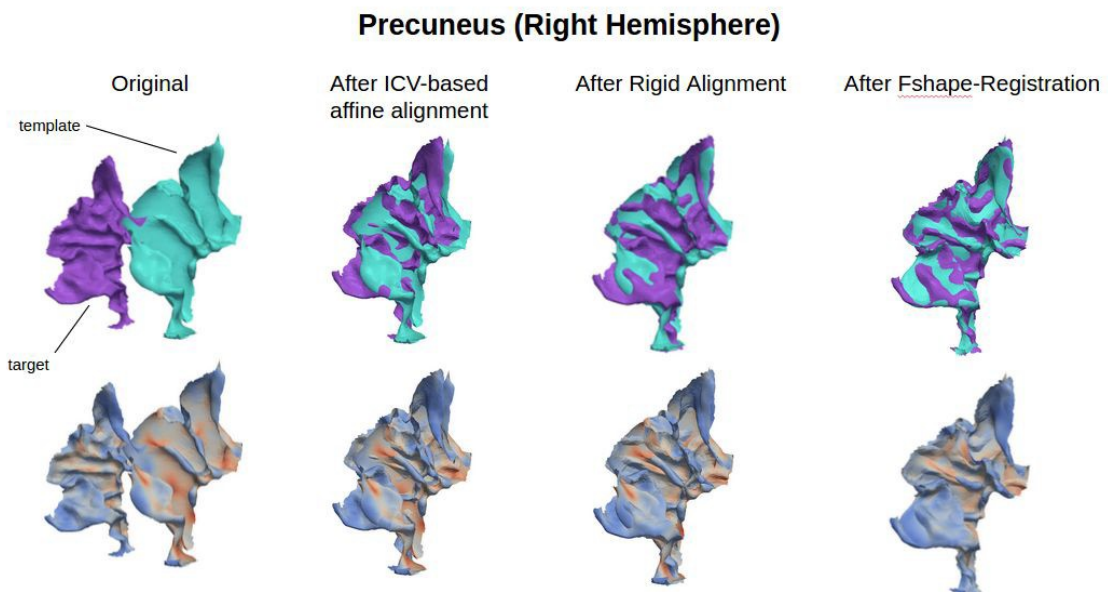 Precuneus (Right Hemisphere)
Original
After ICV-based
affine alignment
After Rigid Alignment
After Fshape-Registration
template
target